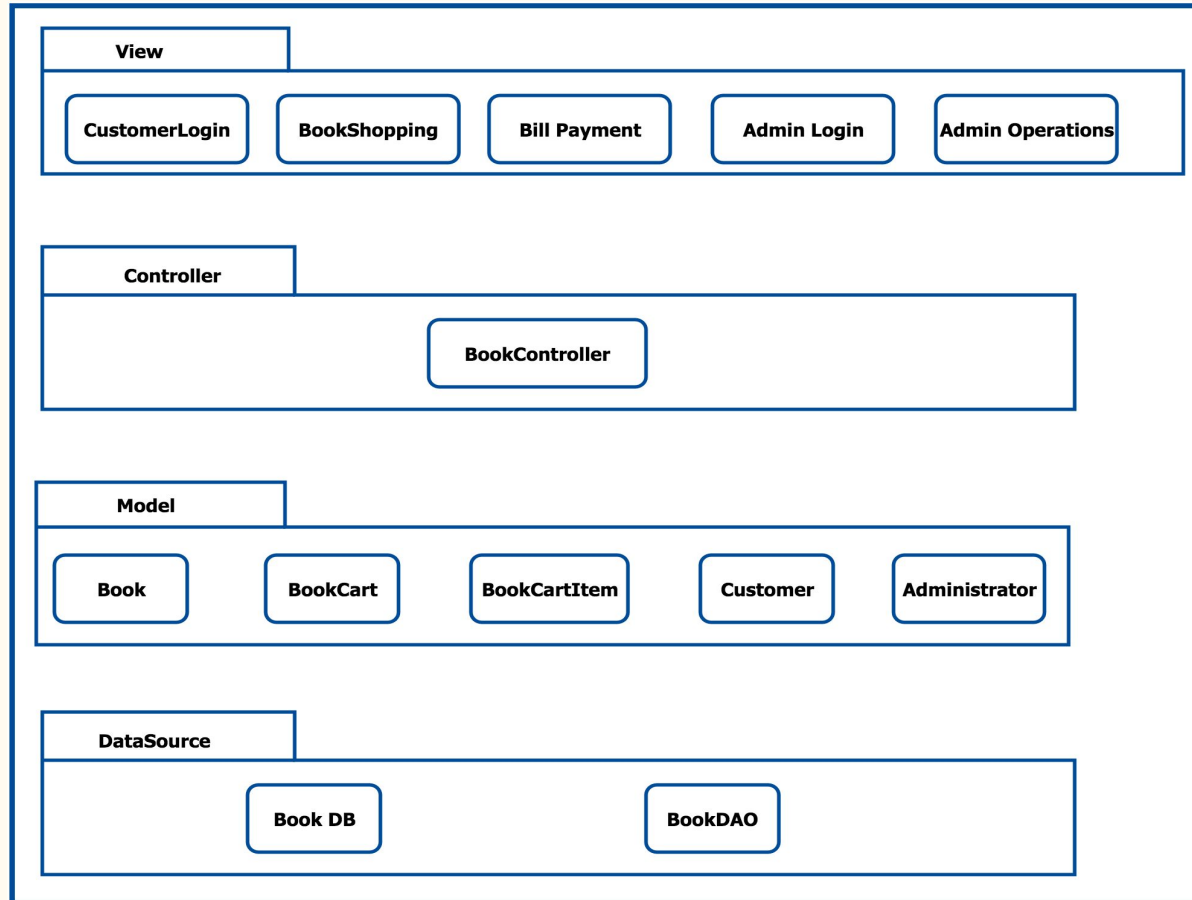 View
CustomerLogin
BookShopping
Bill Payment
Admin Login
Admin Operations
Controller
BookController
Model
Book
BookCart
BookCartItem
Customer
Administrator
DataSource
Book DB
BookDAO